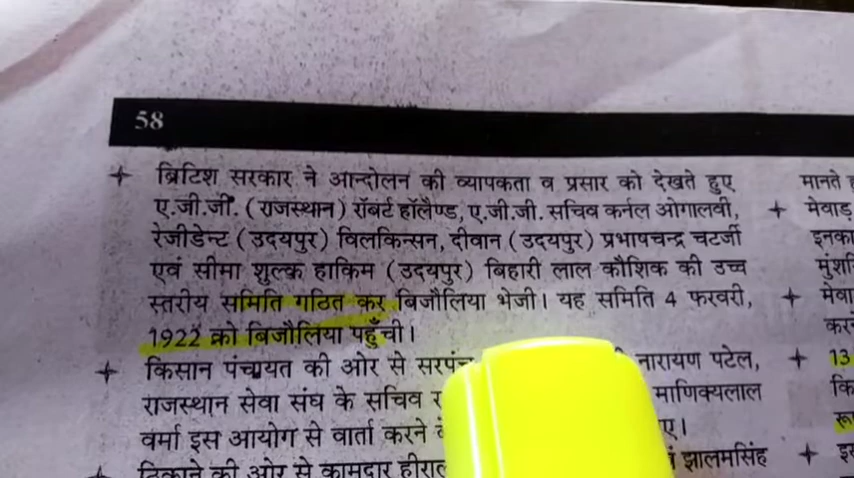 58
ब्रिटिश सरकार ने आन्दोलन की व्यापकता व प्रसार को देखते हुए
ए.जी.जी. (राजस्थान) रॉबर्ट हॉलैण्ड, ए.जी.जी. सचिव कर्नल ओगालवी,
रेजीडेन्ट (उदयपुर) विलकिन्सन, दीवान (उदयपुर) प्रभाषचन्द्र चटर्जी
एवं सीमा शुल्क हाकिम (उदयपुर) बिहारी लाल कौशिक की उच्च
स्तरीय समिति गठित कर बिजौलिया भेजी। यह समिति 4 फरवरी,
1922 को बिजौलिया पहुँची।
किसान पंचायत की ओर से सरपंच नारायण पटेल,
राजस्थान सेवा संघ के सचिव माणिक्यलाल
वर्मा इस आयोग से वार्ता करने
ठिकाने की ओर से कामदार झालमसिंह
मानते
मेवाड़
इनका
मेवा
13